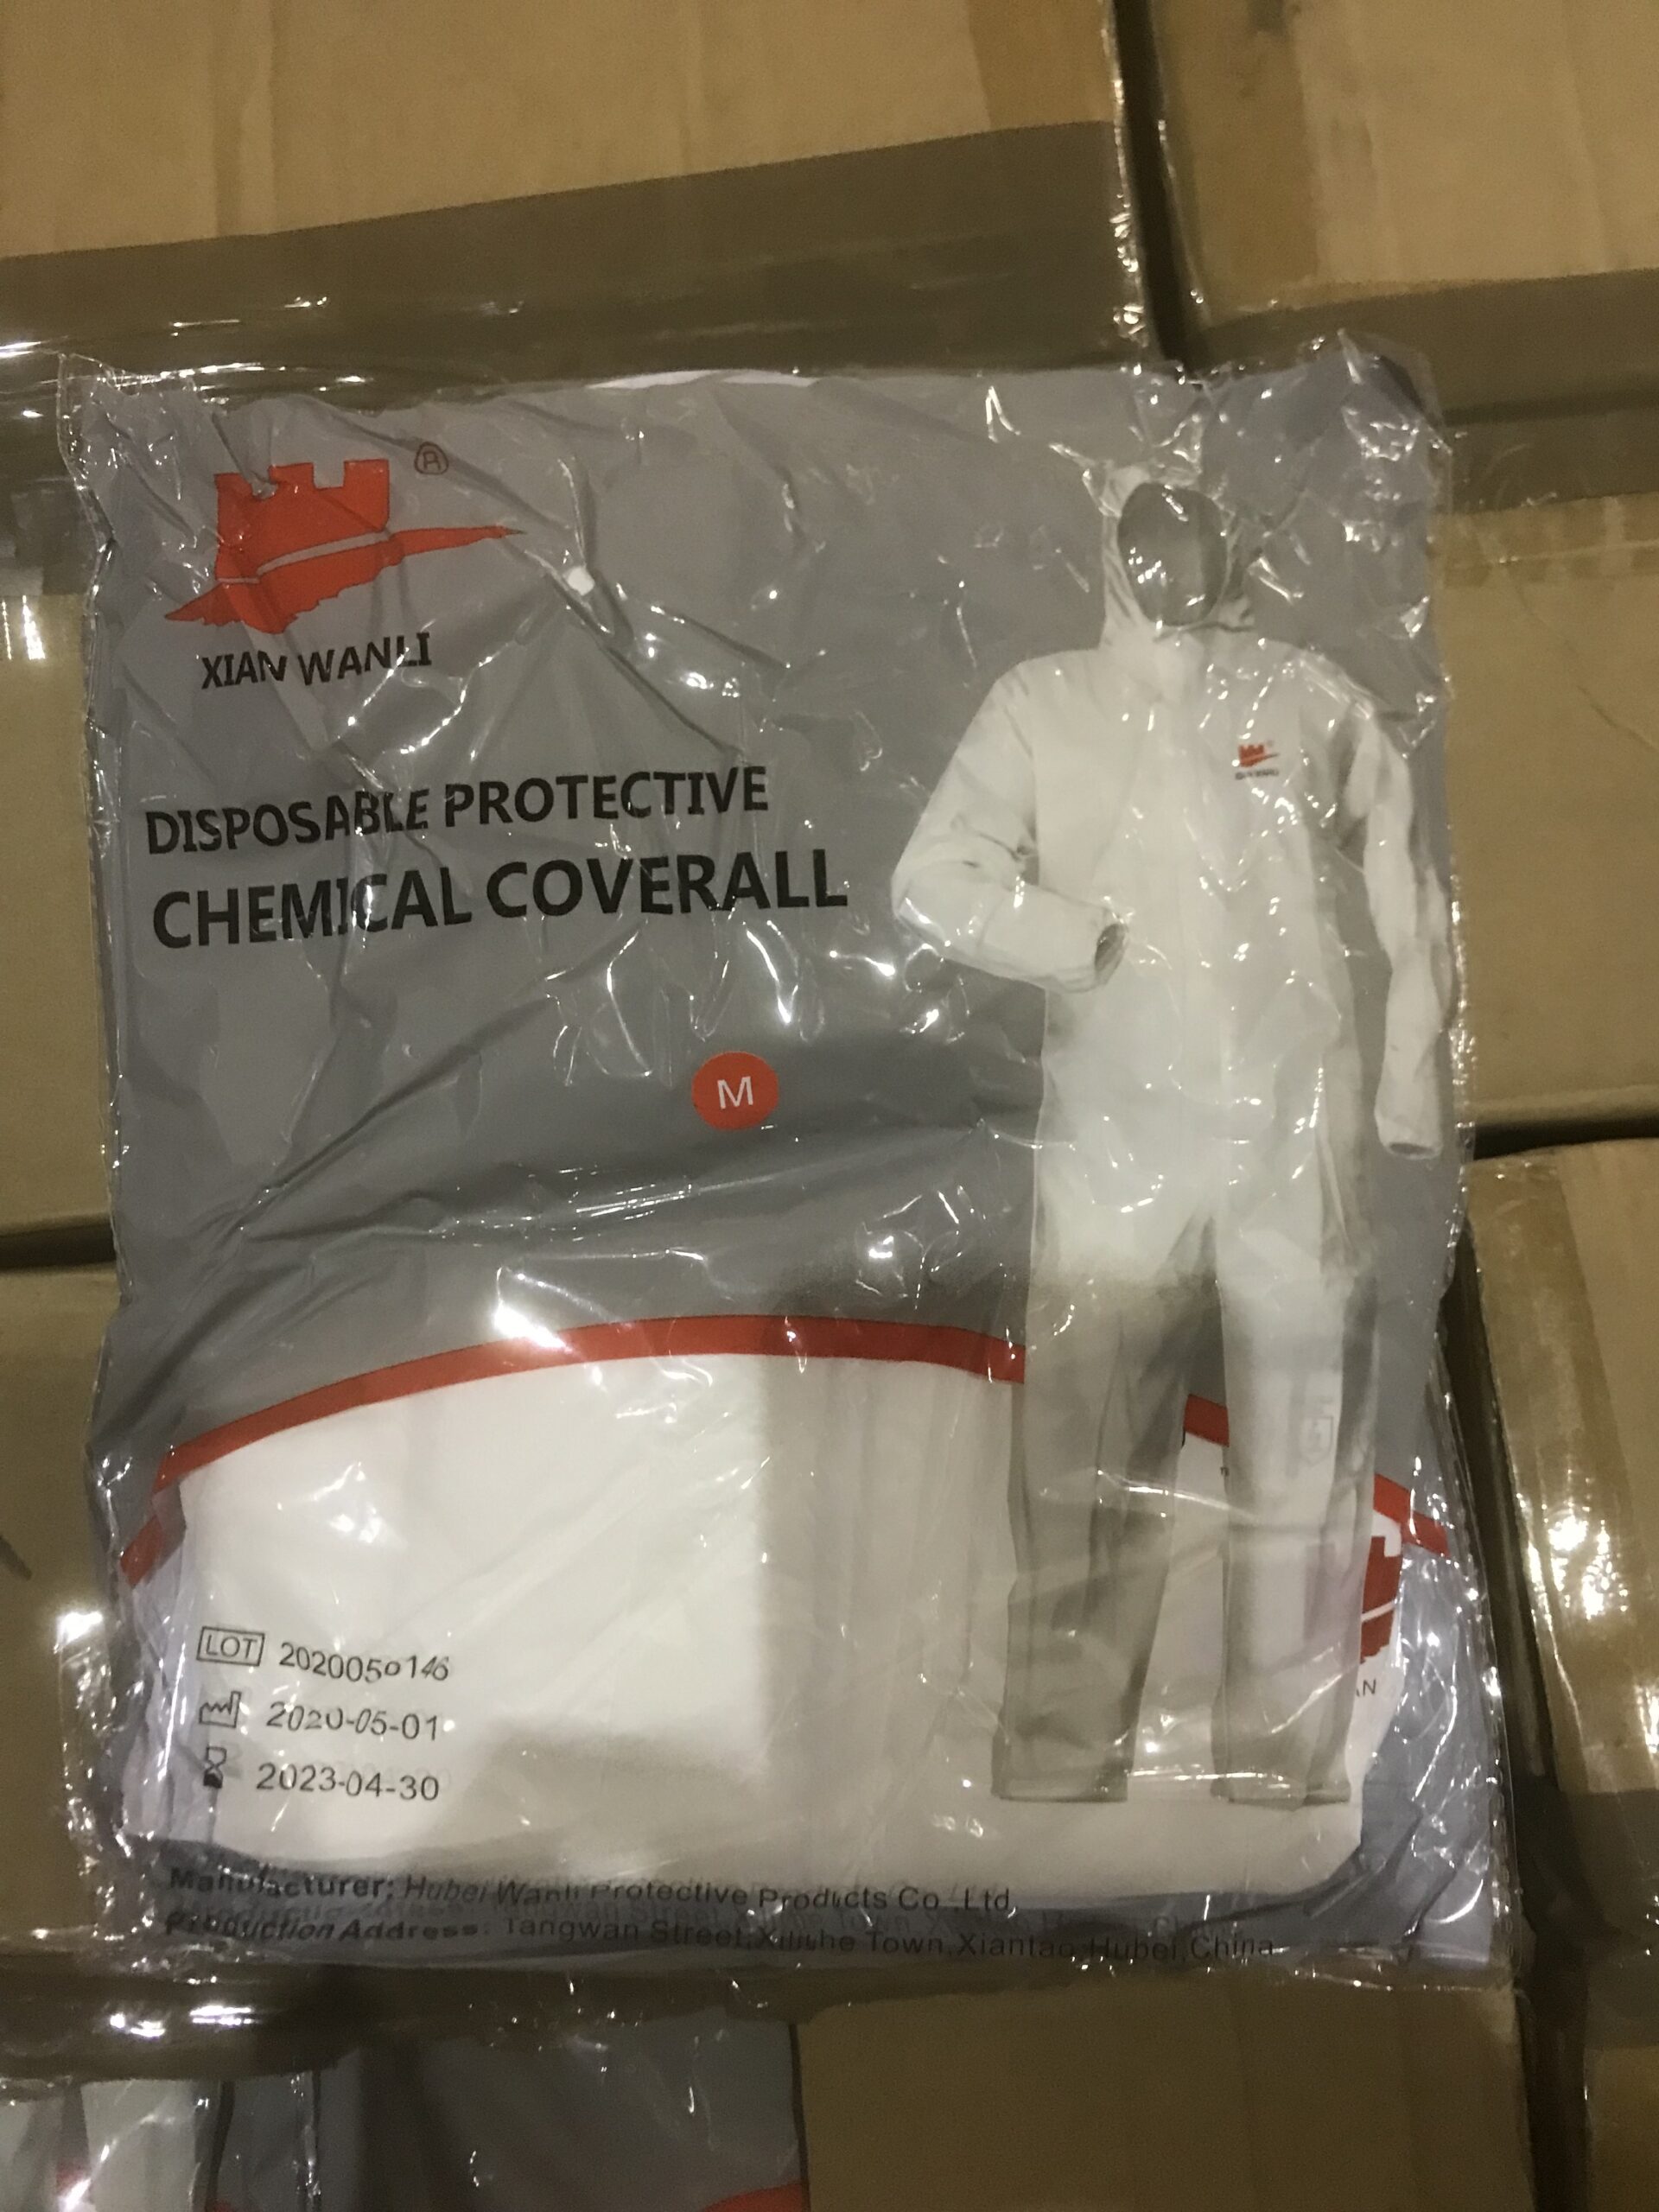 ®
XIAN WANLI
DISPOSABLE PROTECTIVE
CHEMICAL COVERALL
M
LOT 2020050146
2020-05-01
2023-04-30
Manufacturer: Hubei Wanli Protective Products Co.,Ltd,
Production Address: Tangwan Street, Town,Xiantao,Hubei,China